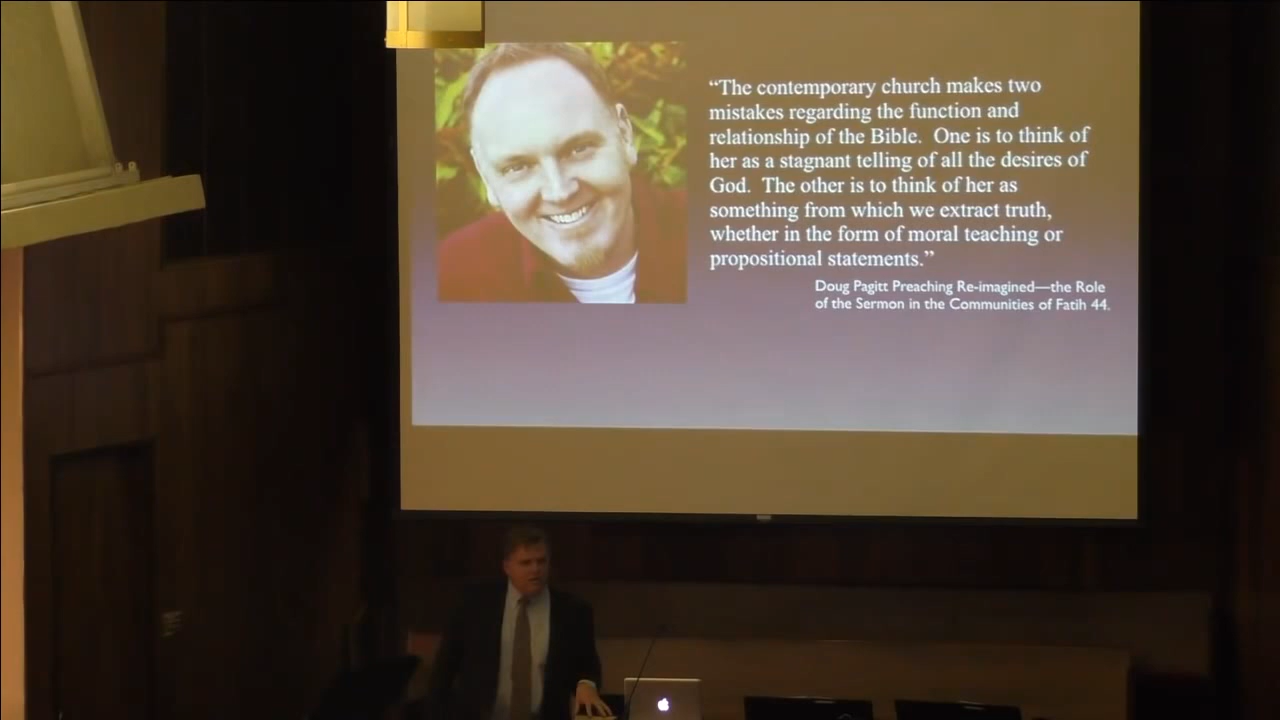 “The contemporary church makes two
mistakes regarding the function and
relationship of the Bible. One is to think of
her as a stagnant telling of all the desires of
God. The other is to think of her as
something from which we extract truth,
whether in the form of moral teaching or
propositional statements.”
Doug Pagitt Preaching Re-imagined—the Role
of the Sermon in the Communities of Fatih 44.